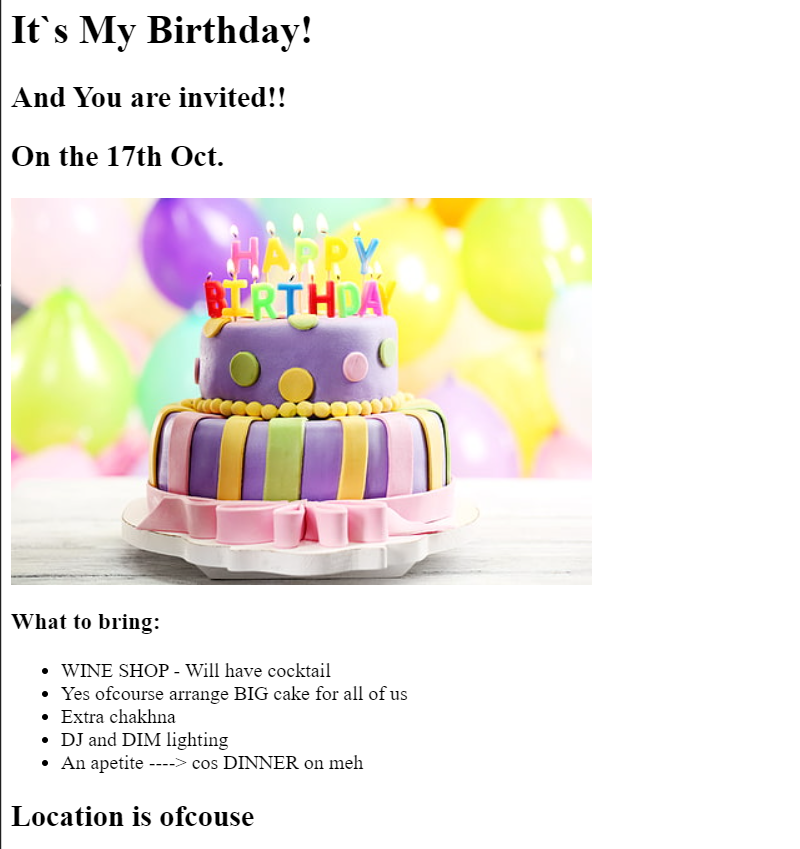 It`s My Birthday!
And You are invited!!
On the 17th Oct.
HAPPY
BIRTHDAY
What to bring:
WINE SHOP - Will have cocktail
Yes ofcourse arrange BIG cake for all of us
Extra chakhna
DJ and DIM lighting
An apetite ----> cos DINNER on meh
Location is ofcouse